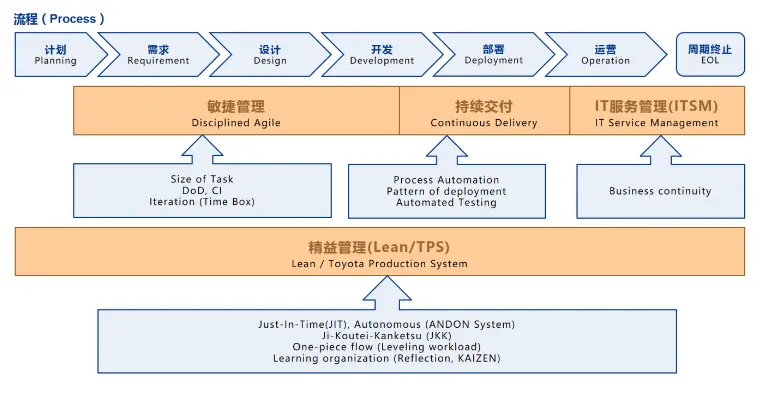 流程（Process）
计划
Planning
需求
Requirement
设计
Design
开发
Development
部署
Deployment
运营
Operation
周期终止
EOL
敏捷管理
Disciplined Agile
持续交付
Continuous Delivery
IT服务管理(ITSM)
IT Service Management
Size of Task
DoD, CI
Iteration (Time Box)
Process Automation
Pattern of deployment
Automated Testing
Business continuity
精益管理(Lean/TPS)
Lean / Toyota Production System
Just-In-Time(JIT), Autonomous (ANDON System)
Ji-Koutei-Kanketsu (JKK)
One-piece flow (Leveling workload)
Learning organization (Reflection, KAIZEN)